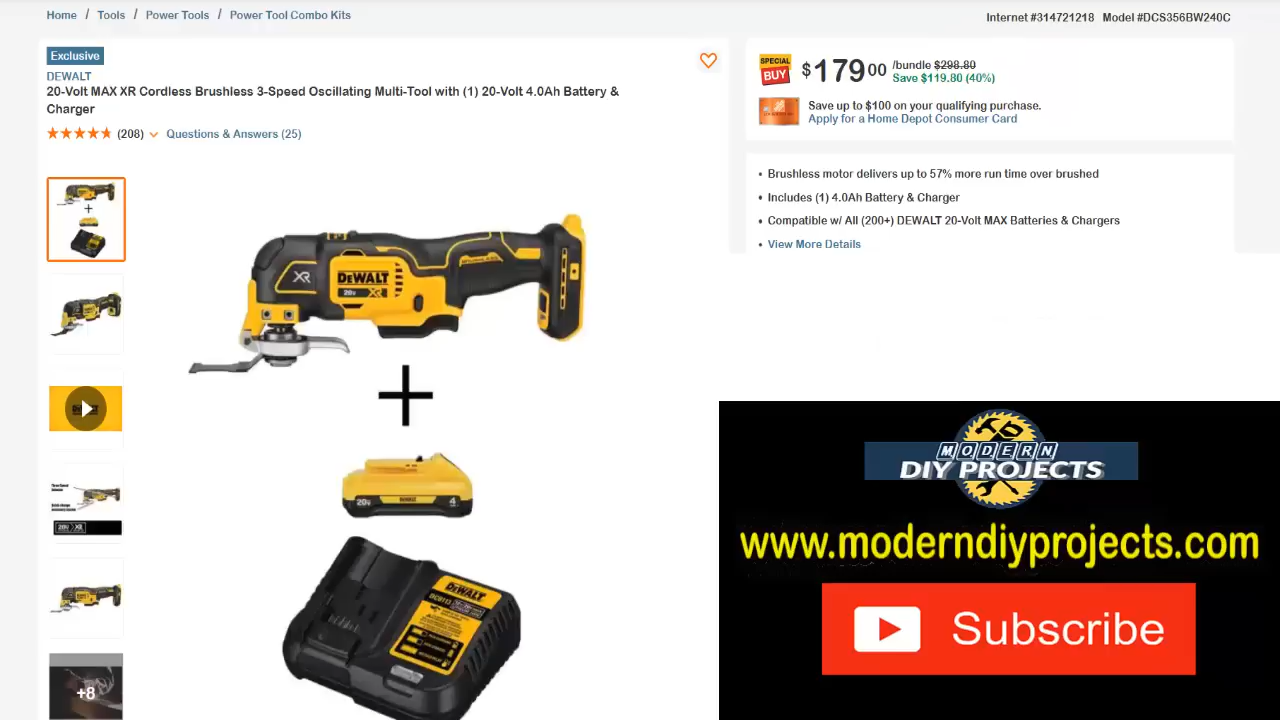 Home / Tools / Power Tools / Power Tool Combo Kits
Internet #314721218 Model #DCS356BW240C
Exclusive
DEWALT
20-Volt MAX XR Cordless Brushless 3-Speed Oscillating Multi-Tool with (1) 20-Volt 4.0Ah Battery &
Charger
(208)
Questions & Answers (25)
SPECIAL
BUY
$179.00 /bundle $298.80
Save $119.80 (40%)
Save up to $100 on your qualifying purchase.
Apply for a Home Depot Consumer Card
• Brushless motor delivers up to 57% more run time over brushed
• Includes (1) 4.0Ah Battery & Charger
• Compatible w/ All (200+) DEWALT 20-Volt MAX Batteries & Chargers
• View More Details
XR
DEWALT
20V XR
+
20V
DEWALT
4
DEWALT
+8
MODERN
DIY PROJECTS
www.moderndiyprojects.com
Subscribe